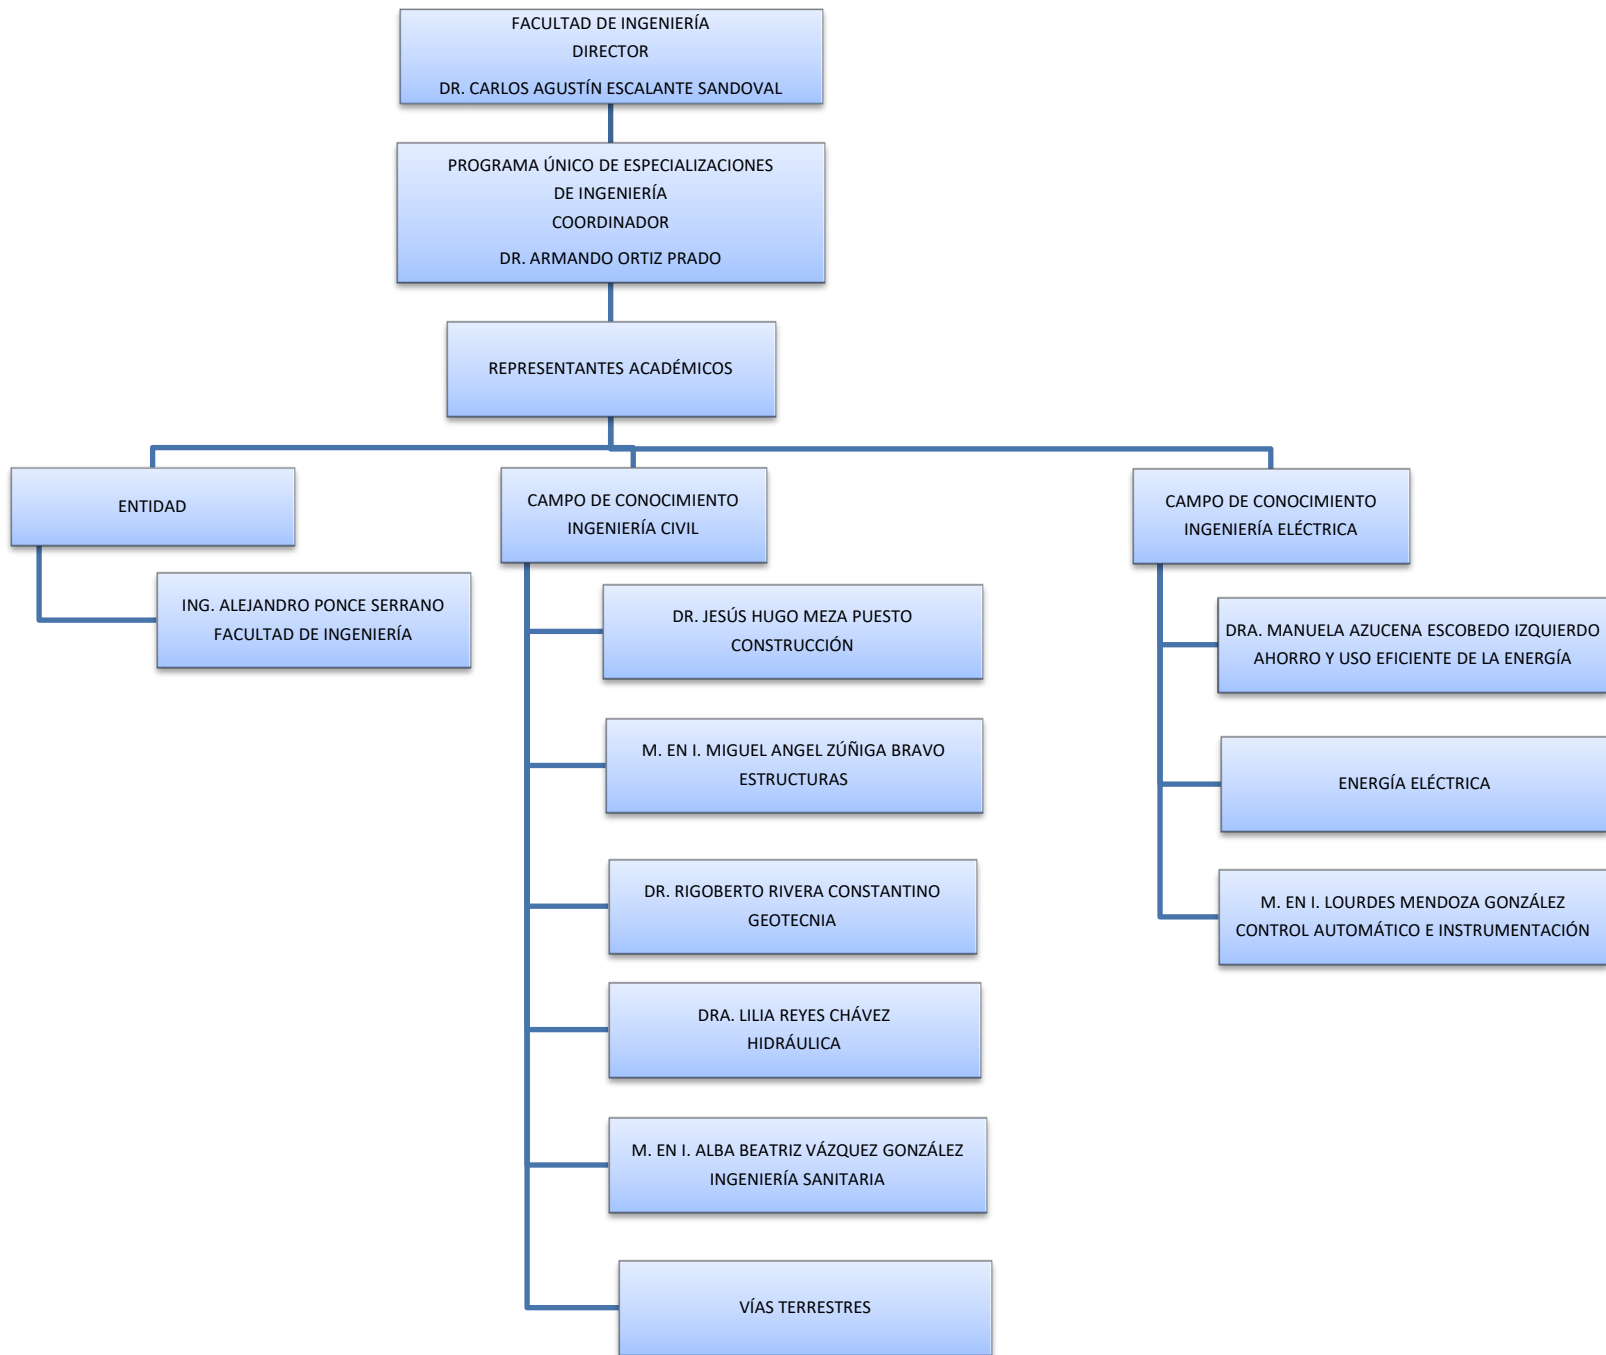 FACULTAD DE INGENIERÍA
DIRECTOR
DR. CARLOS AGUSTÍN ESCALANTE SANDOVAL
PROGRAMA ÚNICO DE ESPECIALIZACIONES
DE INGENIERÍA
COORDINADOR
DR. ARMANDO ORTIZ PRADO
REPRESENTANTES ACADÉMICOS
ENTIDAD
ING. ALEJANDRO PONCE SERRANO
FACULTAD DE INGENIERÍA
CAMPO DE CONOCIMIENTO
INGENIERÍA CIVIL
DR. JESÚS HUGO MEZA PUESTO
CONSTRUCCIÓN
M. EN I. MIGUEL ANGEL ZÚÑIGA BRAVO
ESTRUCTURAS
DR. RIGOBERTO RIVERA CONSTANTINO
GEOTECNIA
DRA. LILIA REYES CHÁVEZ
HIDRÁULICA
M. EN I. ALBA BEATRIZ VÁZQUEZ GONZÁLEZ
INGENIERÍA SANITARIA
VÍAS TERRESTRES
CAMPO DE CONOCIMIENTO
INGENIERÍA ELÉCTRICA
DRA. MANUELA AZUCENA ESCOBEDO IZQUIERDO
AHORRO Y USO EFICIENTE DE LA ENERGÍA
ENERGÍA ELÉCTRICA
M. EN I. LOURDES MENDOZA GONZÁLEZ
CONTROL AUTOMÁTICO E INSTRUMENTACIÓN